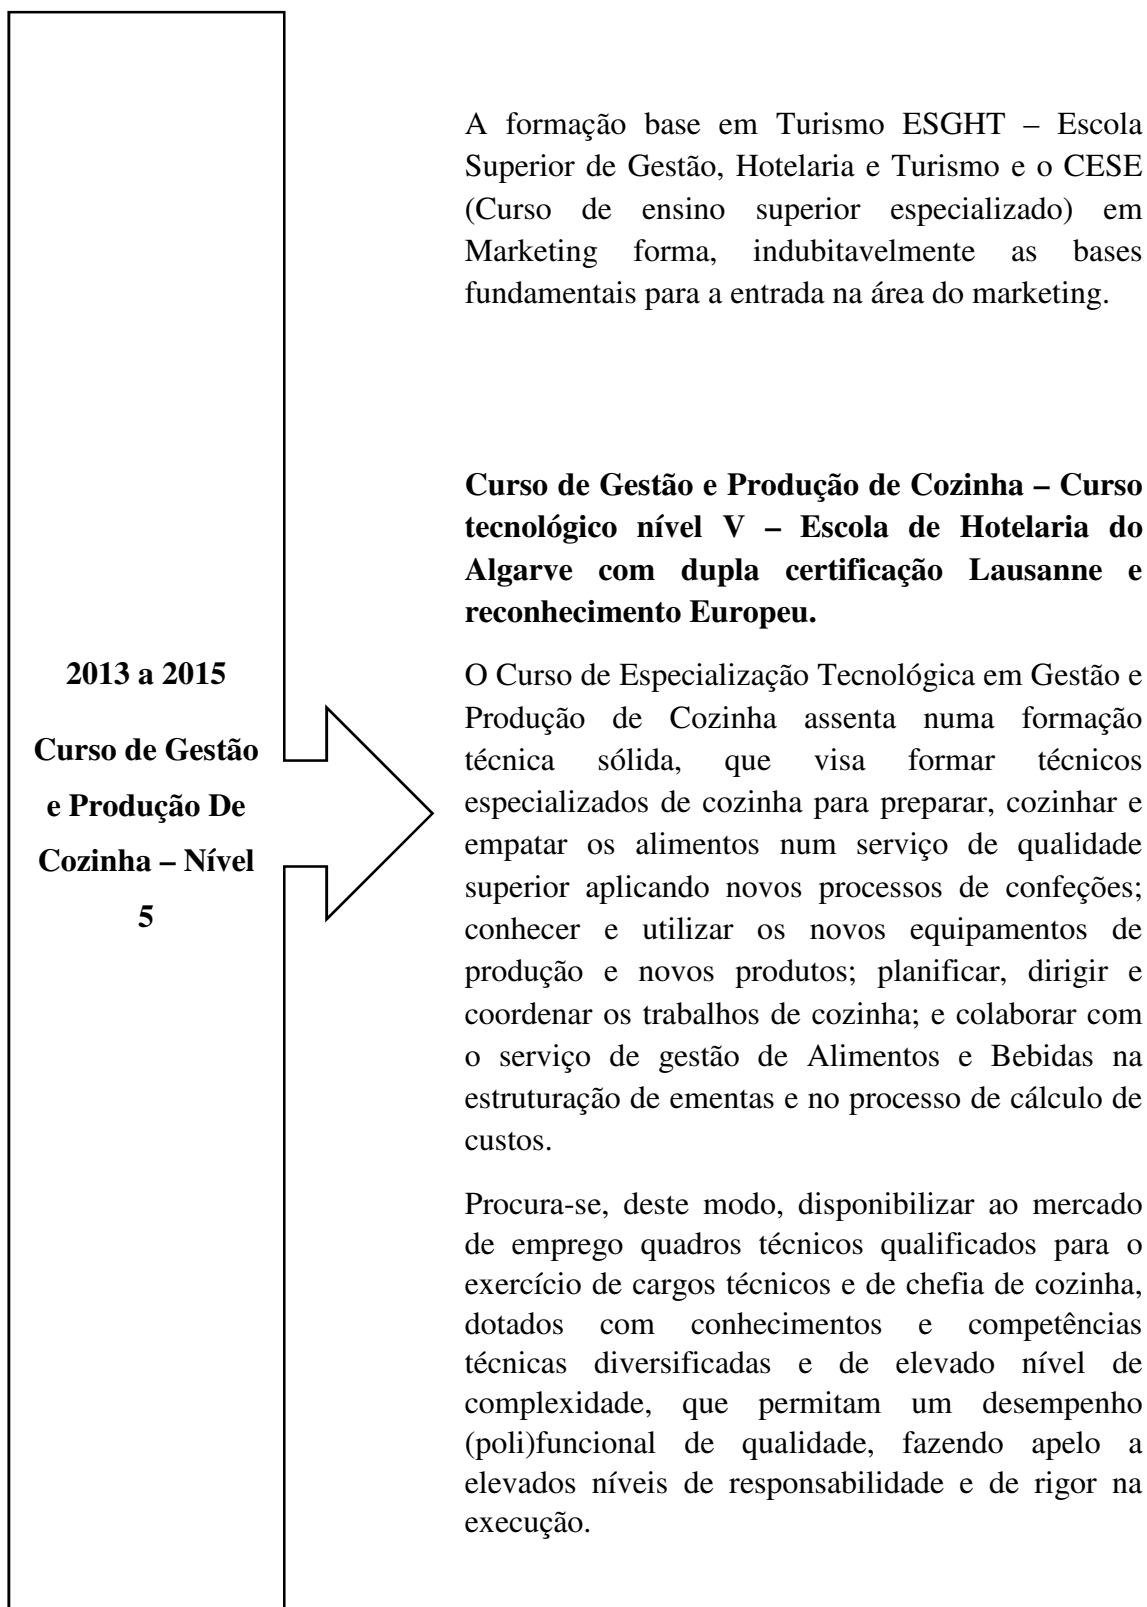 A formação base em Turismo ESGHT – Escola
Superior de Gestão, Hotelaria e Turismo e o CESE
(Curso de ensino superior especializado) em
Marketing forma, indubitavelmente as bases
fundamentais para a entrada na área do marketing.
Curso de Gestão e Produção de Cozinha – Curso
tecnológico nível V – Escola de Hotelaria do
Algarve com dupla certificação Lausanne e
reconhecimento Europeu.
2013 a 2015
Curso de Gestão
e Produção De
Cozinha – Nível
5
O Curso de Especialização Tecnológica em Gestão e
Produção de Cozinha assenta numa formação
técnica sólida, que visa formar técnicos
especializados de cozinha para preparar, cozinhar e
empatar os alimentos num serviço de qualidade
superior aplicando novos processos de confeções;
conhecer e utilizar os novos equipamentos de
produção e novos produtos; planificar, dirigir e
coordenar os trabalhos de cozinha; e colaborar com
o serviço de gestão de Alimentos e Bebidas na
estruturação de ementas e no processo de cálculo de
custos.
Procura-se, deste modo, disponibilizar ao mercado
de emprego quadros técnicos qualificados para o
exercício de cargos técnicos e de chefia de cozinha,
dotados com conhecimentos e competências
técnicas diversificadas e de elevado nível de
complexidade, que permitam um desempenho
(poli)funcional de qualidade, fazendo apelo a
elevados níveis de responsabilidade e de rigor na
execução.